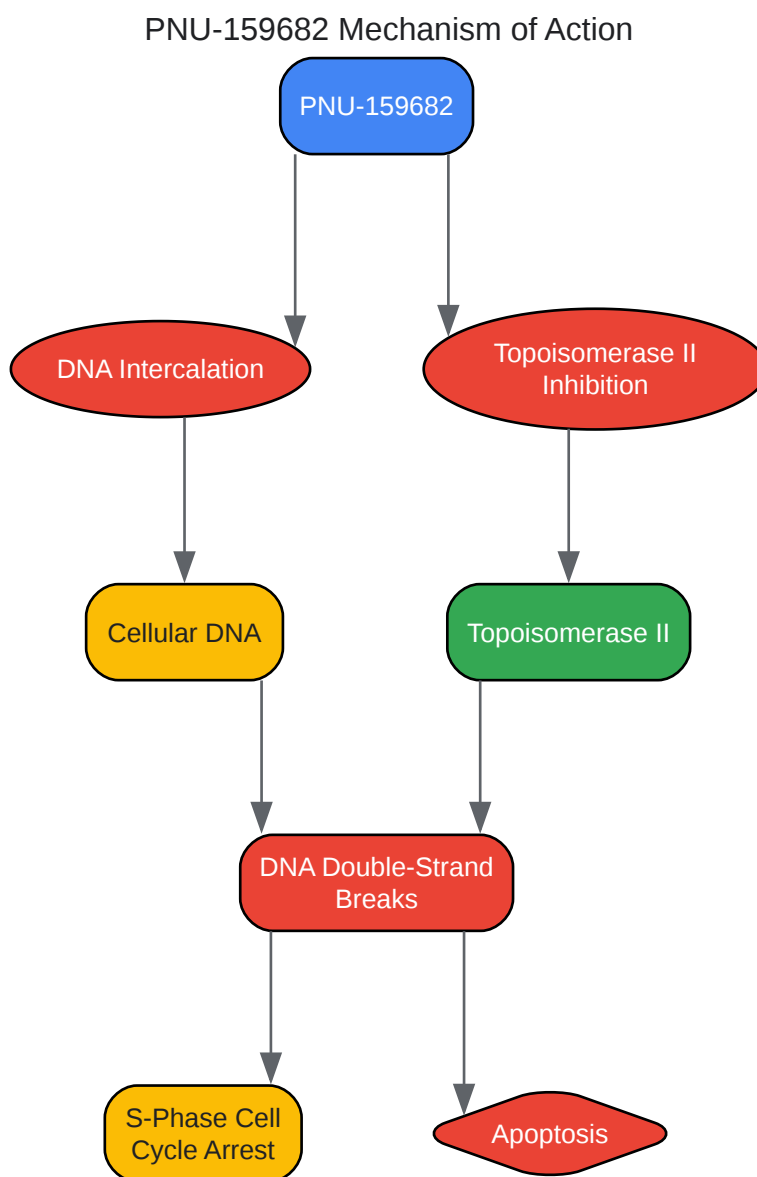 PNU-159682 Mechanism of Action
PNU-159682
DNA Intercalation
Topoisomerase II
Inhibition
Cellular DNA
Topoisomerase II
DNA Double-Strand
Breaks
S-Phase Cell
Cycle Arrest
Apoptosis